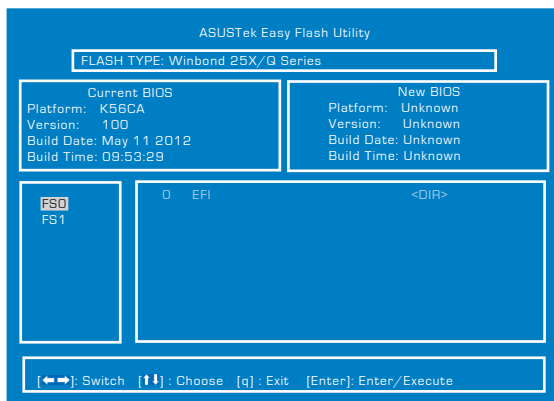 ASUSTek Easy Flash Utility
FLASH TYPE: Winbond 25X/Q Series
Current BIOS
Platform: K56CA
Version: 100
Build Date: May 11 2012
Build Time: 09:53:29
New BIOS
Platform: Unknown
Version: Unknown
Build Date: Unknown
Build Time: Unknown
FS0
FS1
0 EFI <DIR>
[←→]: Switch [↑↓] : Choose [q] : Exit [Enter]: Enter/Execute